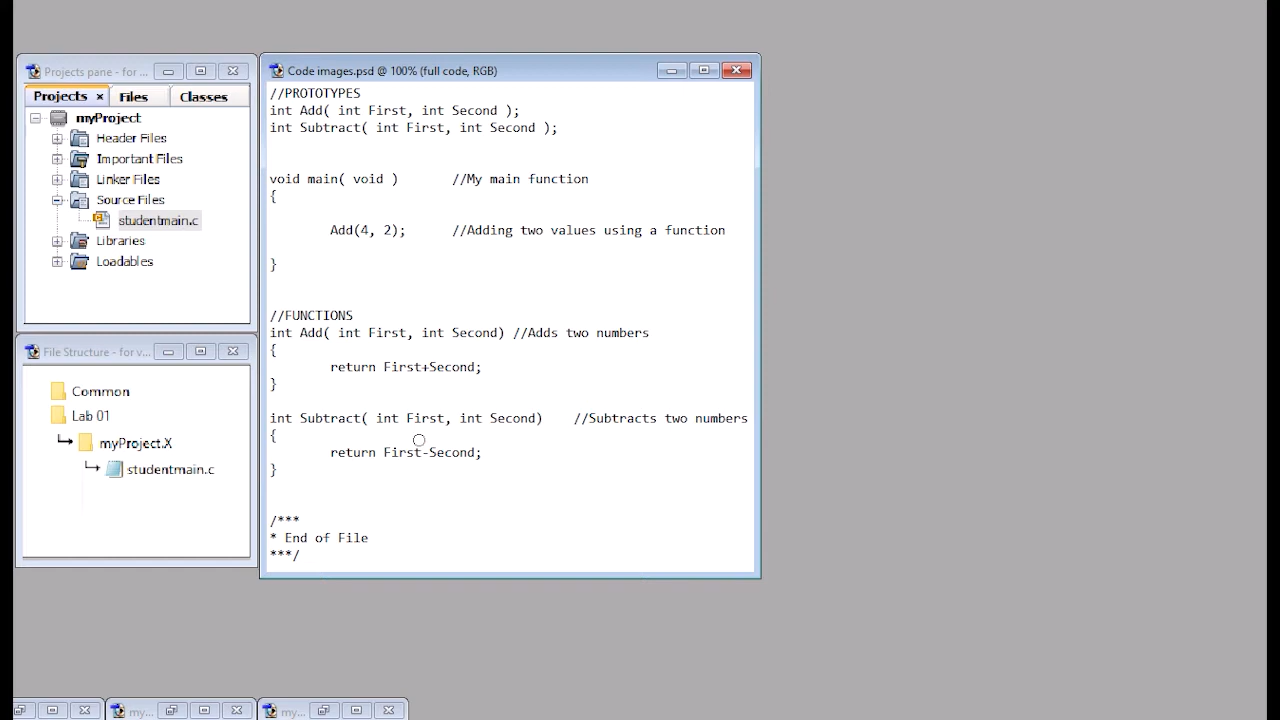 Projects pane - for ...
Projects x
Files
Classes
myProject
Header Files
Important Files
Linker Files
Source Files
studentmain.c
Libraries
Loadables
File Structure - for v...
Common
Lab 01
myProject.X
studentmain.c
Code images.psd @ 100% (full code, RGB)
//PROTOTYPES
int Add( int First, int Second );
int Subtract( int First, int Second );
void main( void ) //My main function
{
Add(4, 2); //Adding two values using a function
}
//FUNCTIONS
int Add( int First, int Second) //Adds two numbers
{
return First+Second;
}
int Subtract( int First, int Second) //Subtracts two numbers
{
return First-Second;
}
/***
* End of File
***/
my...
my...